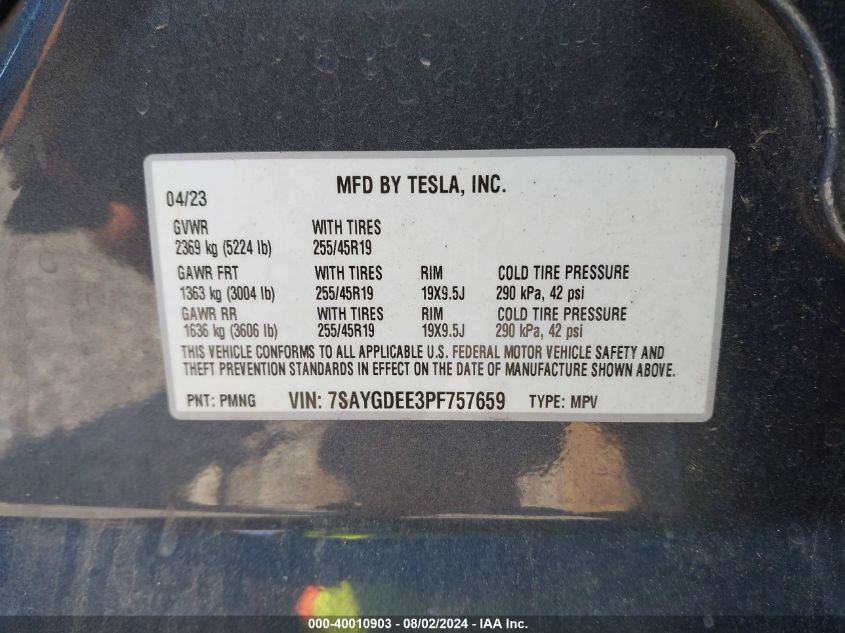 MFD BY TESLA, INC.
04/23
GVWR WITH TIRES
2369 kg (5224 lb) 255/45R19
GAWR FRT WITH TIRES RIM COLD TIRE PRESSURE
1363 kg (3004 lb) 255/45R19 19X9.5J 290 kPa, 42 psi
GAWR RR WITH TIRES RIM COLD TIRE PRESSURE
1636 kg (3606 lb) 255/45R19 19X9.5J 290 kPa, 42 psi
THIS VEHICLE CONFORMS TO ALL APPLICABLE U.S. FEDERAL MOTOR VEHICLE SAFETY AND
THEFT PREVENTION STANDARDS IN EFFECT ON THE DATE OF MANUFACTURE SHOWN ABOVE.
PNT: PMNG VIN: 7SAYGDEE3PF757659 TYPE: MPV
000-40010903 - 08/02/2024 - IAA Inc.